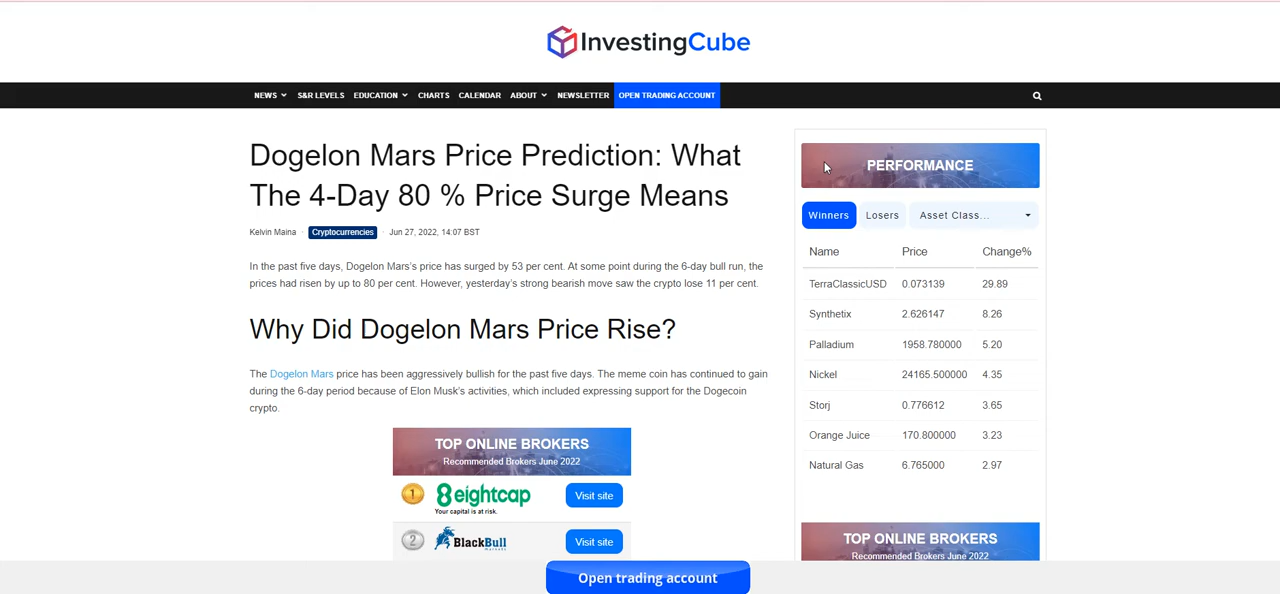 InvestingCube
NEWS S&R LEVELS EDUCATION CHARTS CALENDAR ABOUT NEWSLETTER OPEN TRADING ACCOUNT
Dogelon Mars Price Prediction: What
The 4-Day 80 % Price Surge Means
Kelvin Maina · Cryptocurrencies · Jun 27, 2022, 14:07 BST
In the past five days, Dogelon Mars's price has surged by 53 per cent. At some point during the 6-day bull run, the
prices had risen by up to 80 per cent. However, yesterday's strong bearish move saw the crypto lose 11 per cent.
Why Did Dogelon Mars Price Rise?
The Dogelon Mars price has been aggressively bullish for the past five days. The meme coin has continued to gain
during the 6-day period because of Elon Musk's activities, which included expressing support for the Dogecoin
crypto.
TOP ONLINE BROKERS
Recommended Brokers June 2022
1 eightcap Visit site
Your capital is at risk.
2 BlackBull Visit site
MARKETS
PERFORMANCE
Winners Losers Asset Class...
Name Price Change%
TerraClassicUSD 0.073139 29.89
Synthetix 2.626147 8.26
Palladium 1958.780000 5.20
Nickel 24165.500000 4.35
Storj 0.776612 3.65
Orange Juice 170.800000 3.23
Natural Gas 6.765000 2.97
TOP ONLINE BROKERS
Recommended Brokers June 2022
Open trading account